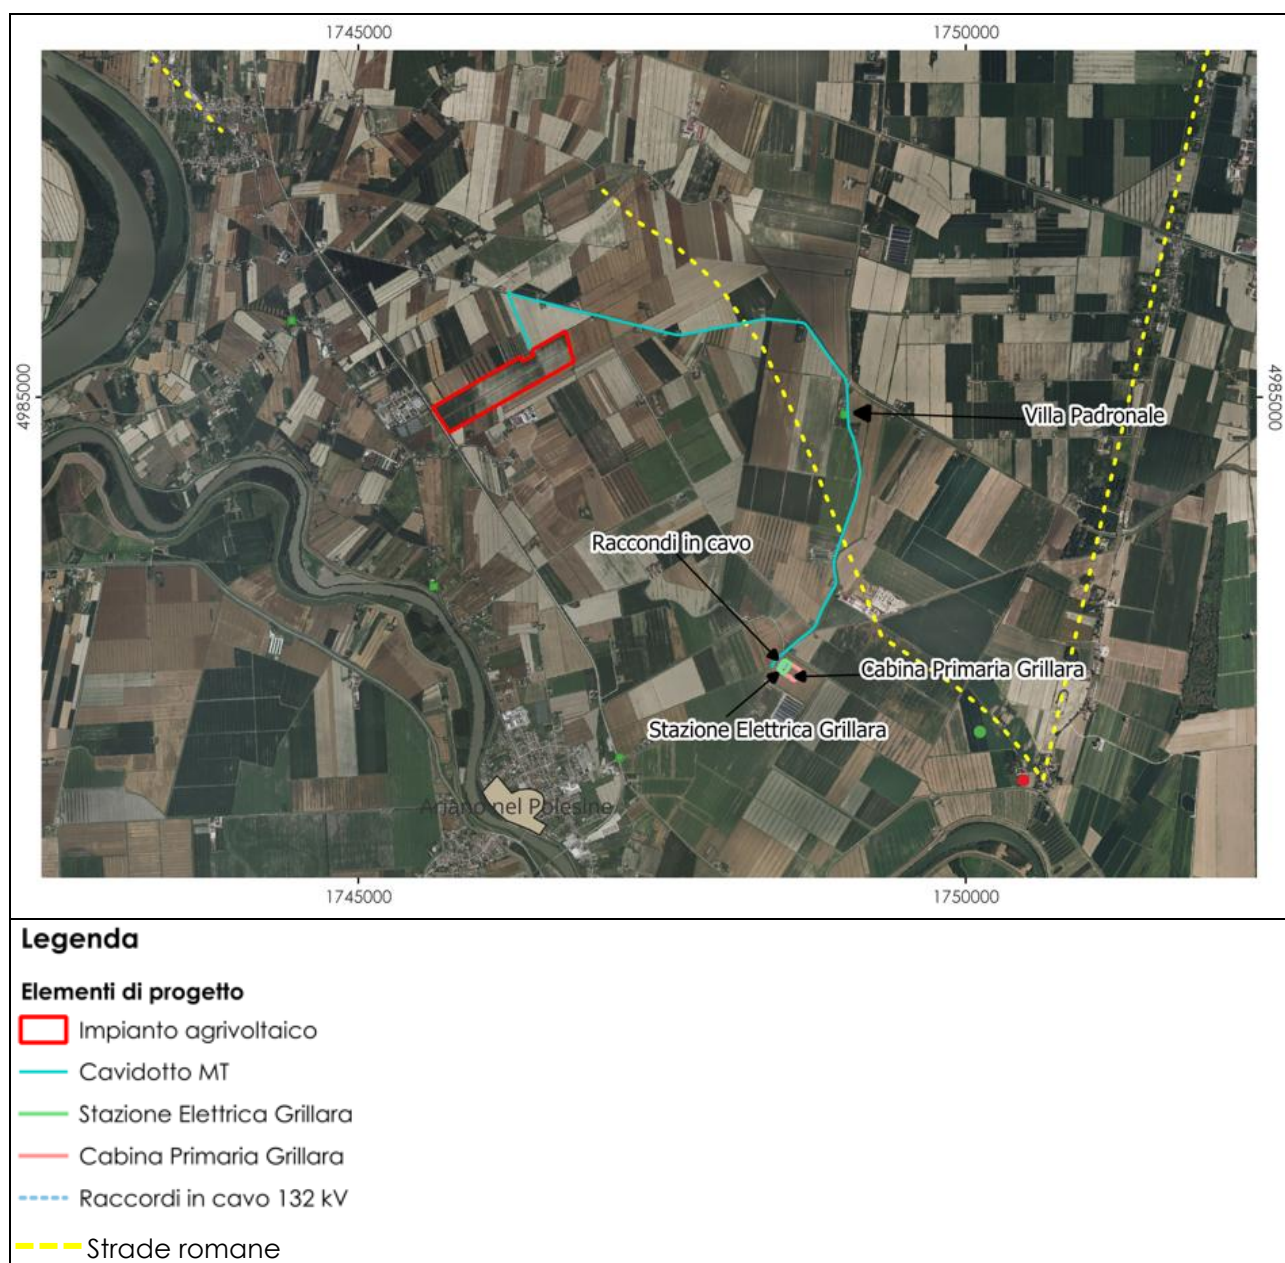 1745000
1750000
4985000
4985000
Villa Padronale
Raccondi in cavo
Cabina Primaria Grillara
Stazione Elettrica Grillara
Ariano nel Polesine
1745000
1750000
Legenda
Elementi di progetto
Impianto agrivoltaico
Cavidotto MT
Stazione Elettrica Grillara
Cabina Primaria Grillara
Raccordi in cavo 132 kV
Strade romane